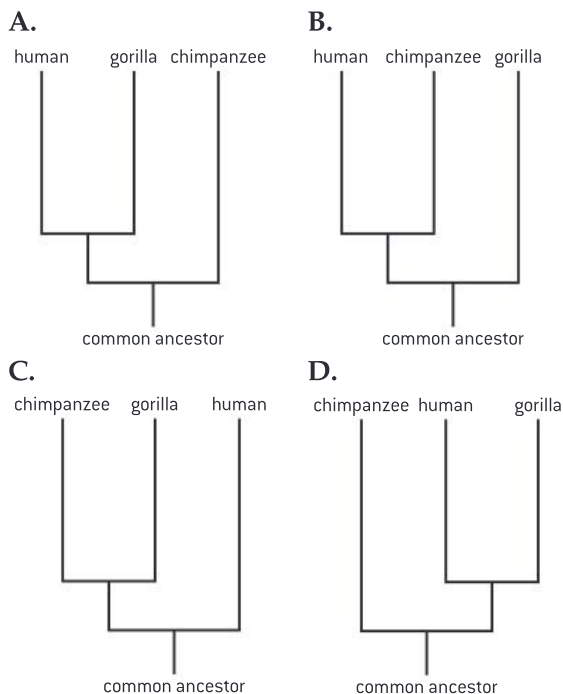 A.
B.
human gorilla chimpanzee
human chimpanzee gorilla
common ancestor
common ancestor
C.
D.
chimpanzee gorilla human
chimpanzee human gorilla
common ancestor
common ancestor